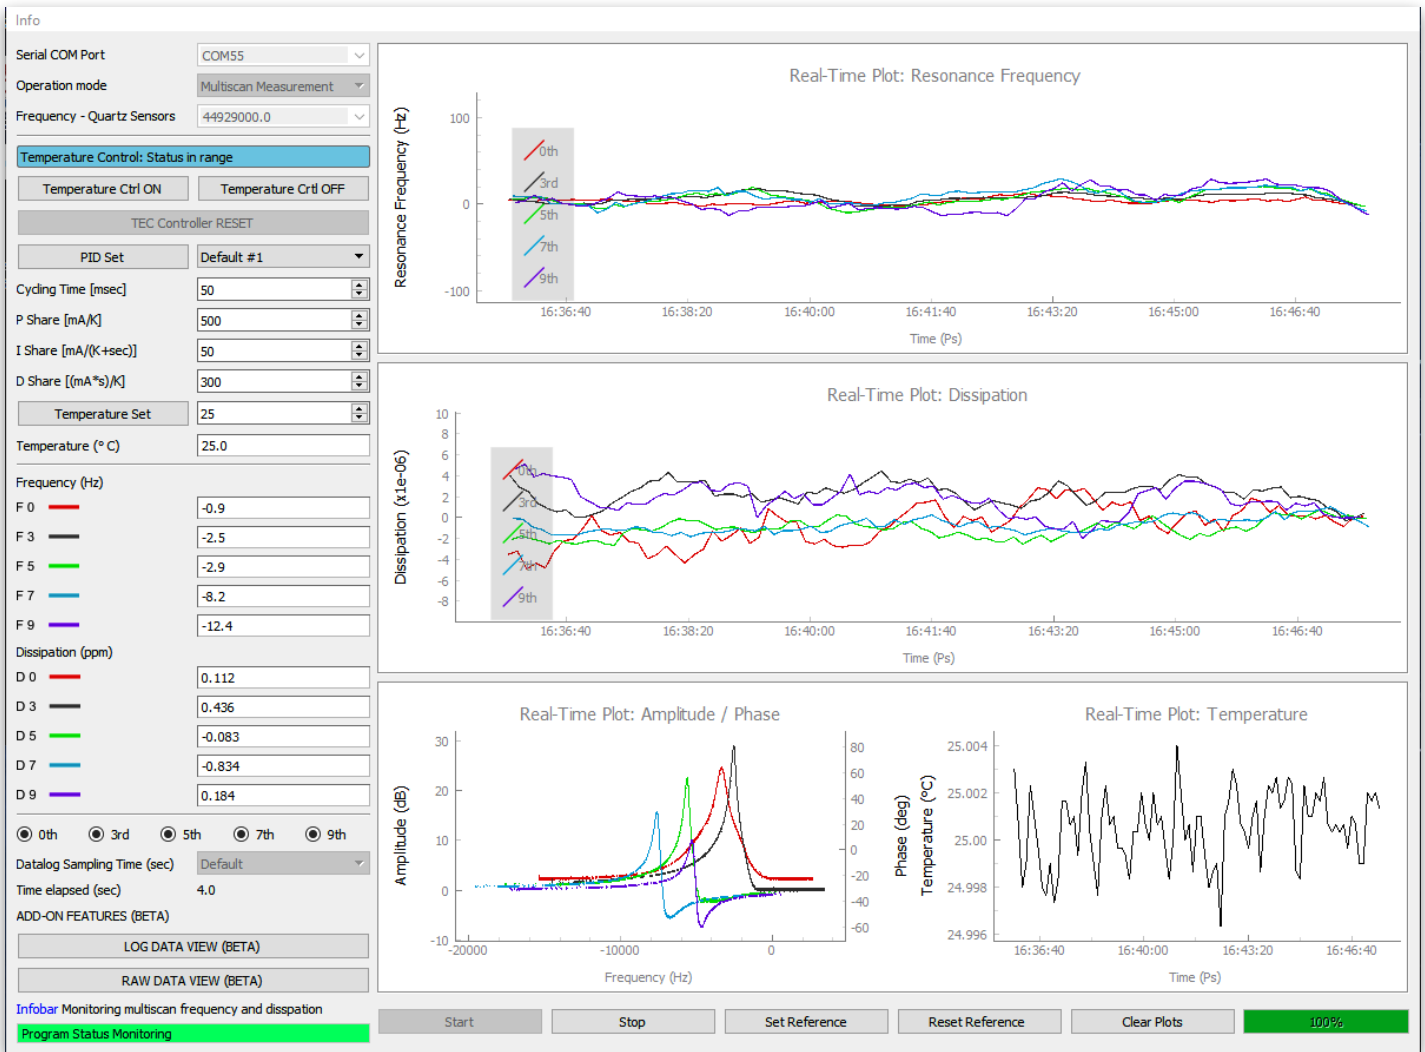 Info
Serial COM Port COM55
Operation mode Multiscan Measurement
Frequency - Quartz Sensors 44929000.0
Temperature Control: Status in range
Temperature Ctrl ON Temperature Crtl OFF
TEC Controller RESET
PID Set Default #1
Cycling Time [msec] 50
P Share [mA/K] 500
I Share [mA/(K+sec)] 50
D Share [(mA*s)/K] 300
Temperature Set 25
Temperature (° C) 25.0
Frequency (Hz)
F 0 -0.9
F 3 -2.5
F 5 -2.9
F 7 -8.2
F 9 -12.4
Dissipation (ppm)
D 0 0.112
D 3 0.436
D 5 -0.083
D 7 -0.834
D 9 0.184
0th 3rd 5th 7th 9th
Datalog Sampling Time (sec) Default
Time elapsed (sec) 4.0
ADD-ON FEATURES (BETA)
LOG DATA VIEW (BETA)
RAW DATA VIEW (BETA)
Infobar Monitoring multiscan frequency and disspation
Program Status Monitoring
Real-Time Plot: Resonance Frequency
Resonance Frequency (Hz)
100
0
-100
0th
3rd
5th
7th
9th
16:36:40 16:38:20 16:40:00 16:41:40 16:43:20 16:45:00 16:46:40
Time (Ps)
Real-Time Plot: Dissipation
Dissipation (x1e-06)
10
8
6
4
2
0
-2
-4
-6
-8
0th
3rd
5th
7th
9th
16:36:40 16:38:20 16:40:00 16:41:40 16:43:20 16:45:00 16:46:40
Time (Ps)
Real-Time Plot: Amplitude / Phase
Amplitude (dB)
30
20
10
0
-10
-20000 -10000 0
Frequency (Hz)
80
60
40
20
0
-20
-40
-60
Phase (deg)
Real-Time Plot: Temperature
Temperature (°C)
25.004
25.002
25.00
24.998
24.996
16:36:40 16:40:00 16:43:20 16:46:40
Time (Ps)
Start Stop Set Reference Reset Reference Clear Plots 100%